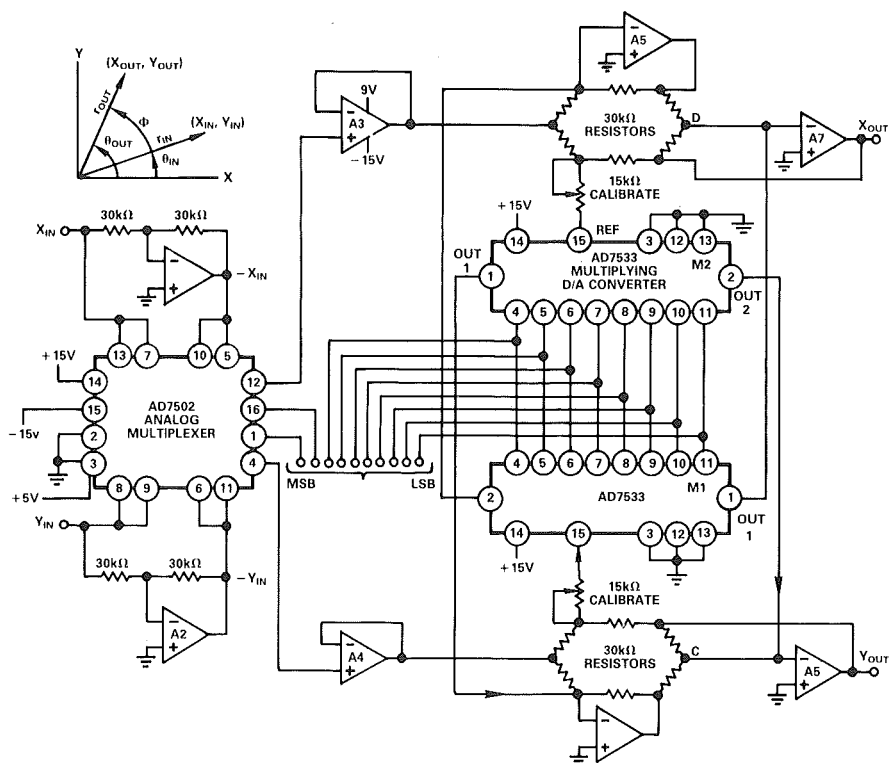 Y
(XOUT, YOUT)
rOUT
Φ
rIN
(XIN, YIN)
θOUT
θIN
X
9V
A3
−15V
A5
30kΩ
RESISTORS
D
A7
XOUT
15kΩ
CALIBRATE
XIN
30kΩ
30kΩ
−XIN
+15V
REF
14
15
3
12
13
OUT
1
1
AD7533
MULTIPLYING
D/A CONVERTER
M2
2
OUT
2
4
5
6
7
8
9
10
11
13
7
10
5
+15V
14
12
−15v
15
AD7502
ANALOG
MULTIPLEXER
16
2
1
3
4
+5V
8
9
6
11
MSB
LSB
4
5
6
7
8
9
10
11
M1
2
AD7533
1
OUT
1
14
15
3
12
13
+15V
YIN
30kΩ
30kΩ
−YIN
A2
15kΩ
CALIBRATE
A4
30kΩ
RESISTORS
C
A5
YOUT